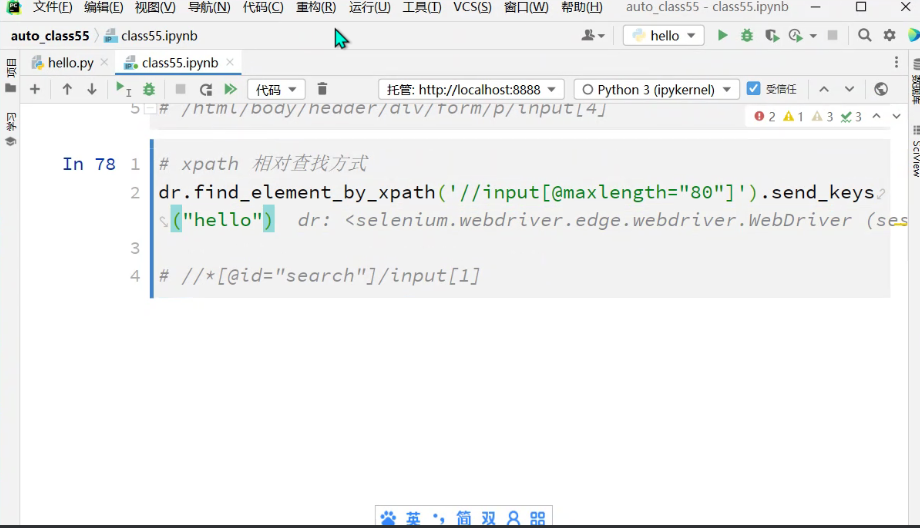 文件(F) 编辑(E) 视图(V) 导航(N) 代码(C) 重构(R) 运行(U) 工具(T) VCS(S) 窗口(W) 帮助(H) auto_class55 - class55.ipynb
auto_class55 class55.ipynb hello
hello.py class55.ipynb
代码 托管: http://localhost:8888 Python 3 (ipykernel) 受信任
5 # /html/body/header/div/form/p/input[4]
2 1 3 3
In 78 1 # xpath 相对查找方式
2 dr.find_element_by_xpath('//input[@maxlength="80"]').send_keys
("hello") dr: <selenium.webdriver.edge.webdriver.WebDriver (ses
3
4 # //*[@id="search"]/input[1]
项目
结构
数据库
SciView
英 简 双